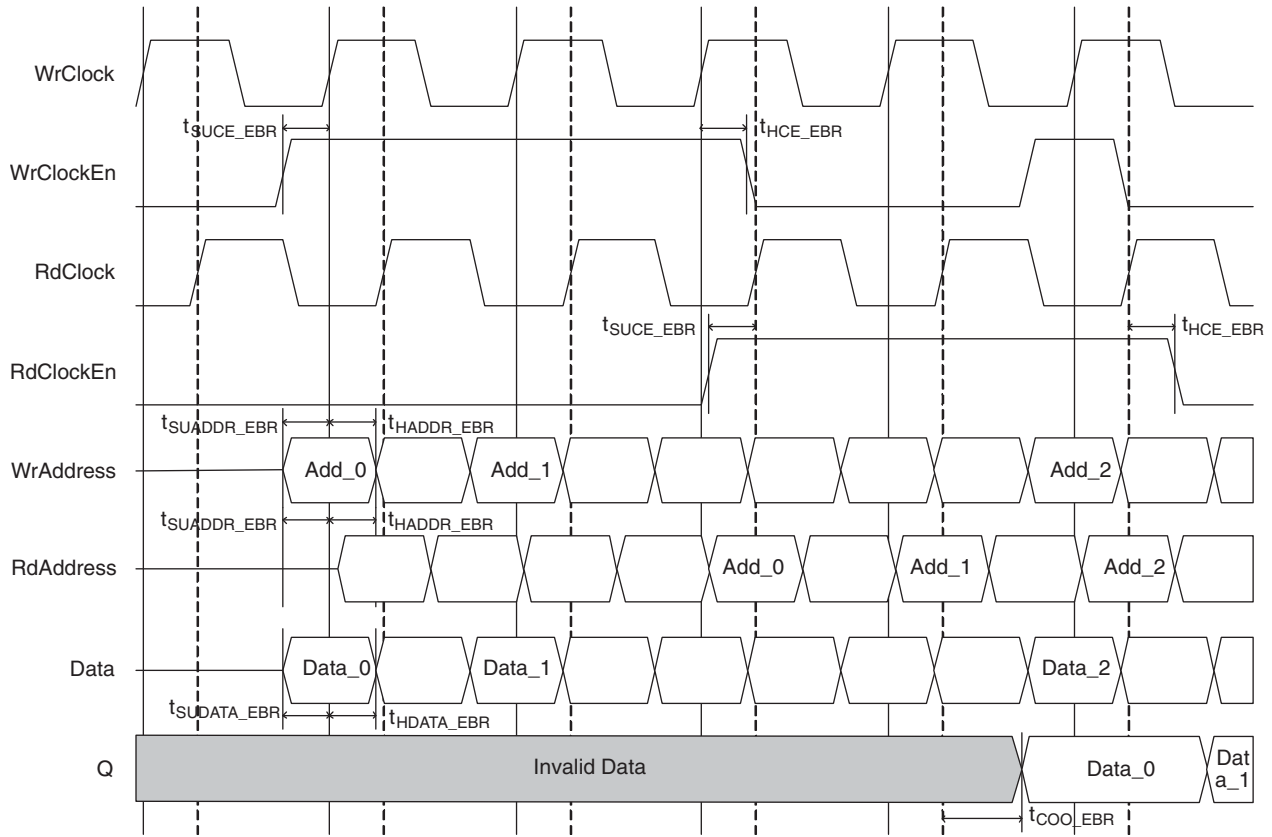 WrClock
tSUCE_EBR
tHCE_EBR
WrClockEn
RdClock
tSUCE_EBR
tHCE_EBR
RdClockEn
tSUADDR_EBR
tHADDR_EBR
WrAddress
Add_0
Add_1
Add_2
tSUADDR_EBR
tHADDR_EBR
RdAddress
Add_0
Add_1
Add_2
Data
Data_0
Data_1
Data_2
tSUDATA_EBR
tHDATA_EBR
Q
Invalid Data
Data_0
Dat
a_1
tCOO_EBR